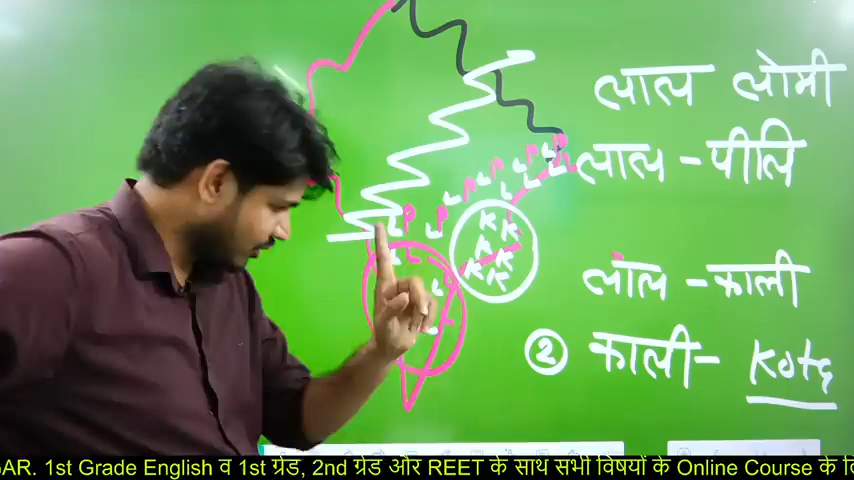 लाल लोमी
लाल - पीलि
लाल - काली
② काली - Kota
P
P
P
P
P
L
L
L
L
L
K K
K
K K
K
AR. 1st Grade English व 1st ग्रेड, 2nd ग्रेड और REET के साथ सभी विषयों के Online Course के